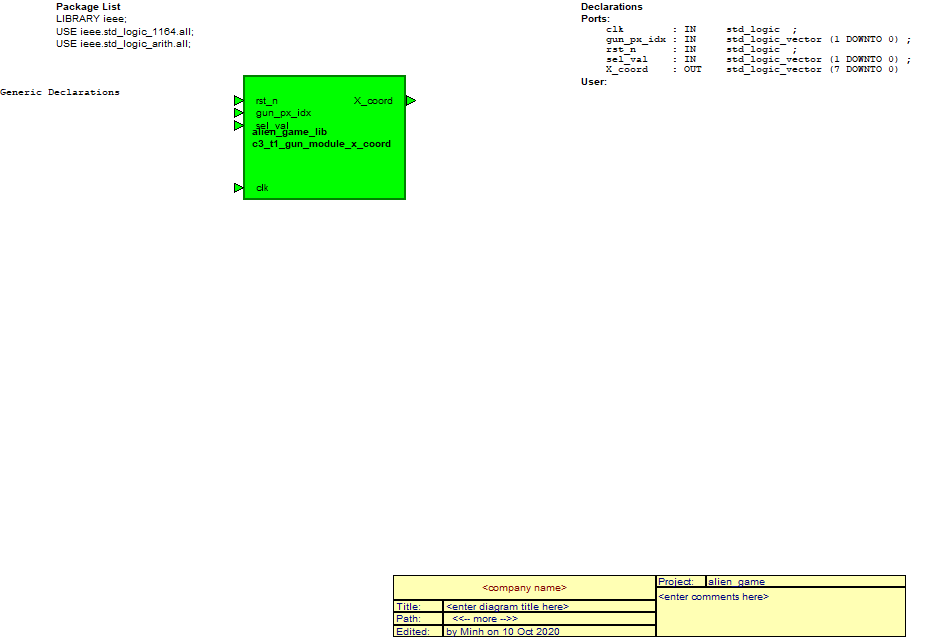 Package List
LIBRARY ieee;
USE ieee.std_logic_1164.all;
USE ieee.std_logic_arith.all;
Declarations
Ports:
clk : IN std_logic ;
gun_px_idx : IN std_logic_vector (1 DOWNTO 0) ;
rst_n : IN std_logic ;
sel_val : IN std_logic_vector (1 DOWNTO 0) ;
X_coord : OUT std_logic_vector (7 DOWNTO 0)
User:
Generic Declarations
rst_n X_coord
gun_px_idx
sel_val
alien_game_lib
c3_t1_gun_module_x_coord
clk
<company name>
Title: <enter diagram title here>
Path: <<-- more -->>
Edited: by Minh on 10 Oct 2020
Project: alien_game
<enter comments here>